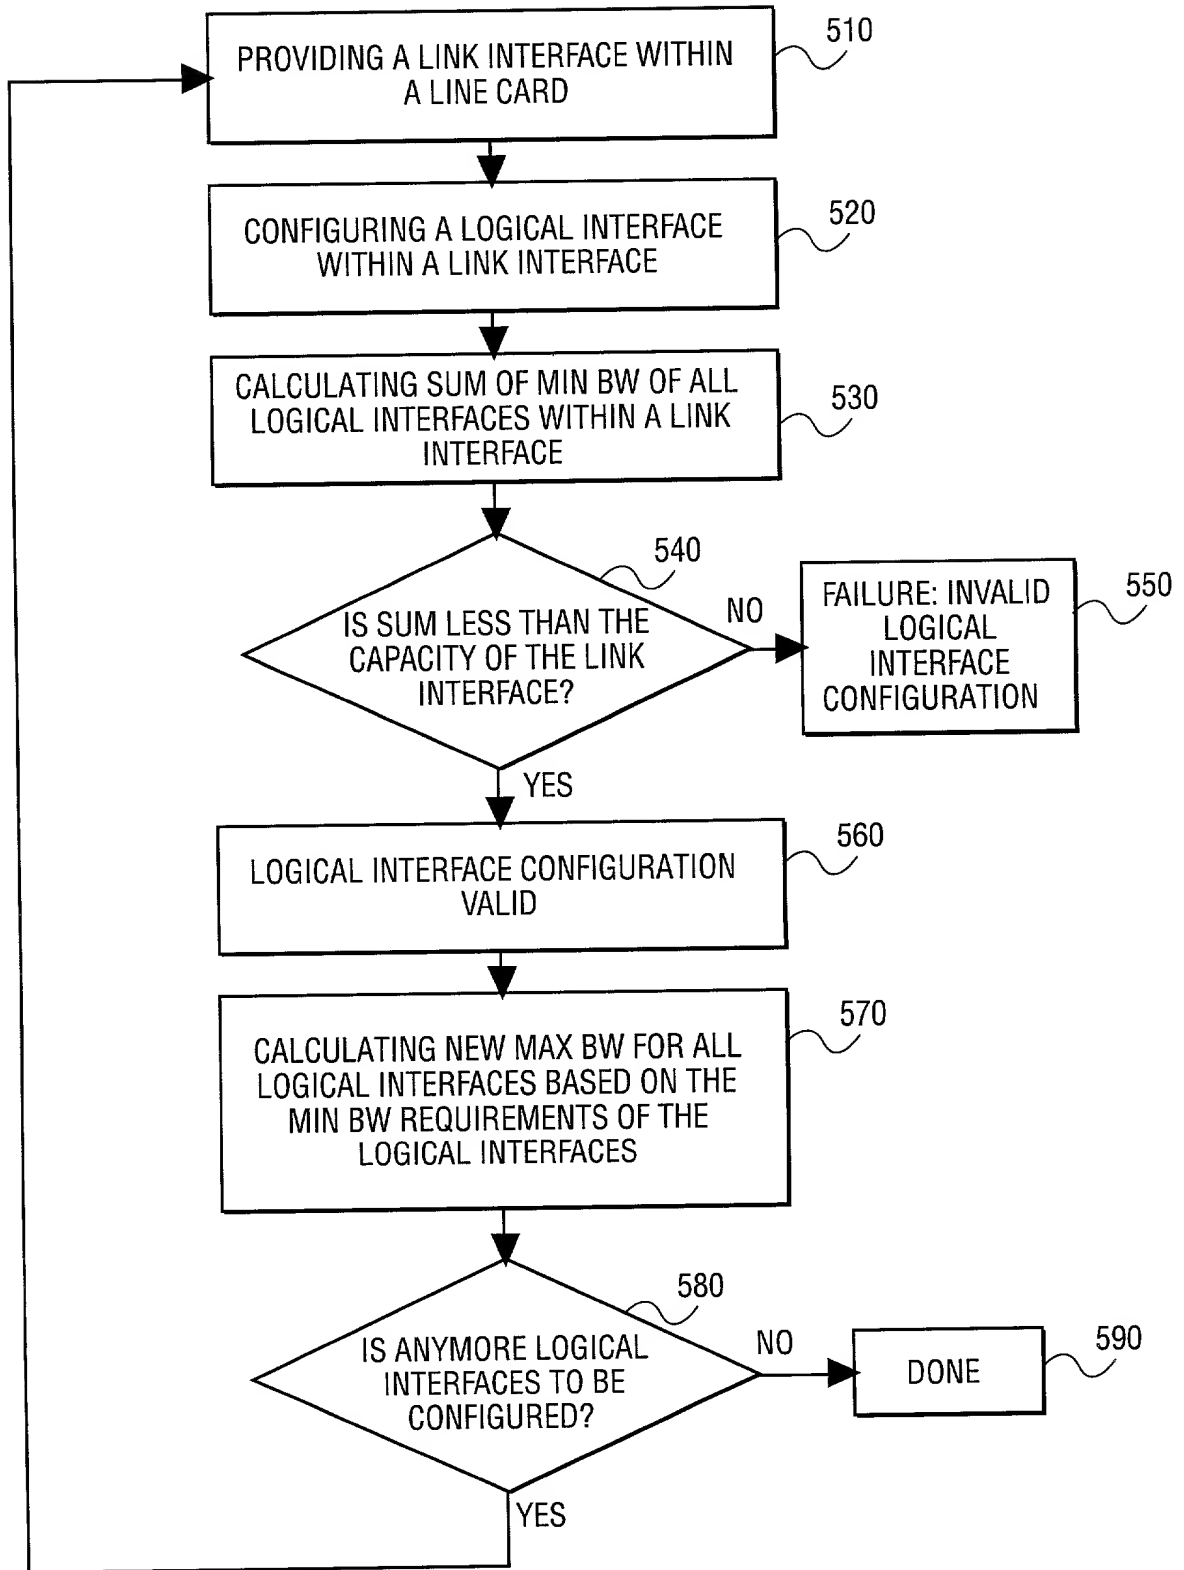 PROVIDING A LINK INTERFACE WITHIN
A LINE CARD
510
CONFIGURING A LOGICAL INTERFACE
WITHIN A LINK INTERFACE
520
CALCULATING SUM OF MIN BW OF ALL
LOGICAL INTERFACES WITHIN A LINK
INTERFACE
530
540
IS SUM LESS THAN THE
CAPACITY OF THE LINK
INTERFACE?
NO
FAILURE: INVALID
LOGICAL
INTERFACE
CONFIGURATION
550
YES
LOGICAL INTERFACE CONFIGURATION
VALID
560
CALCULATING NEW MAX BW FOR ALL
LOGICAL INTERFACES BASED ON THE
MIN BW REQUIREMENTS OF THE
LOGICAL INTERFACES
570
580
IS ANYMORE LOGICAL
INTERFACES TO BE
CONFIGURED?
NO
DONE
590
YES